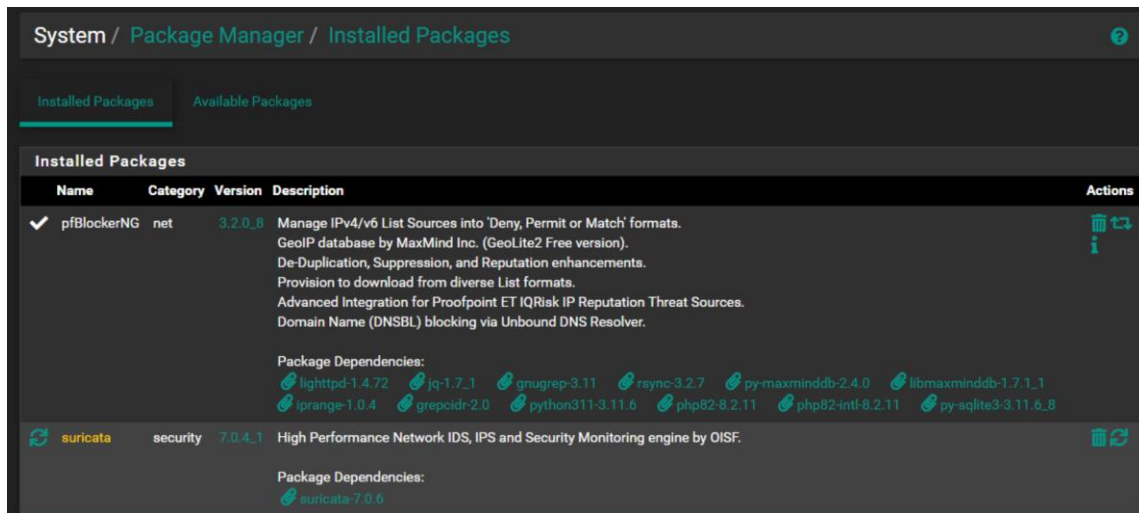 System / Package Manager / Installed Packages
Installed Packages Available Packages
Installed Packages
Name Category Version Description Actions
pfBlockerNG net 3.2.0_8 Manage IPv4/v6 List Sources into 'Deny, Permit or Match' formats.
GeoIP database by MaxMind Inc. (GeoLite2 Free version).
De-Duplication, Suppression, and Reputation enhancements.
Provision to download from diverse List formats.
Advanced Integration for Proofpoint ET IQRisk IP Reputation Threat Sources.
Domain Name (DNSBL) blocking via Unbound DNS Resolver.
Package Dependencies:
lighttpd-1.4.72 jq-1.7_1 gnugrep-3.11 rsync-3.2.7 py-maxminddb-2.4.0 libmaxminddb-1.7.1_1
iprange-1.0.4 grepcidr-2.0 python311-3.11.6 php82-8.2.11 php82-intl-8.2.11 py-sqlite3-3.11.6_8
suricata security 7.0.4_1 High Performance Network IDS, IPS and Security Monitoring engine by OISF.
Package Dependencies:
suricata-7.0.6